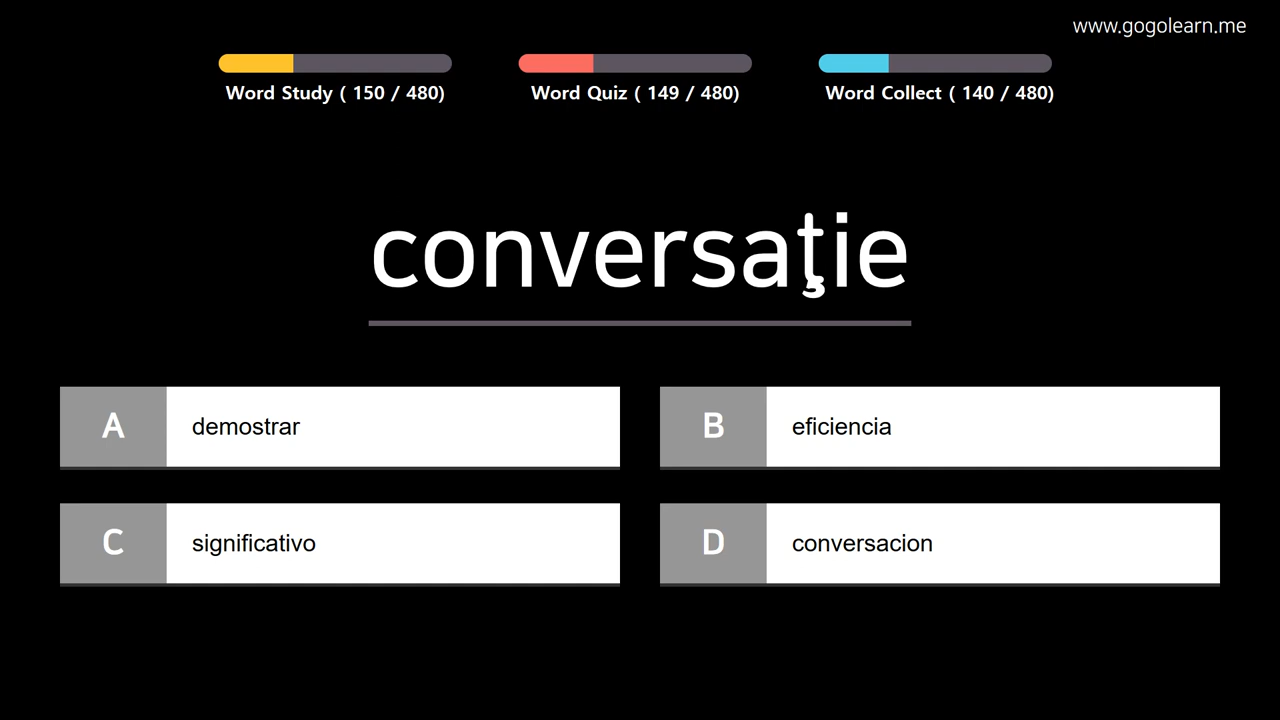 www.gogolearn.me
Word Study ( 150 / 480)
Word Quiz ( 149 / 480)
Word Collect ( 140 / 480)
conversaţie
A demostrar
B eficiencia
C significativo
D conversacion